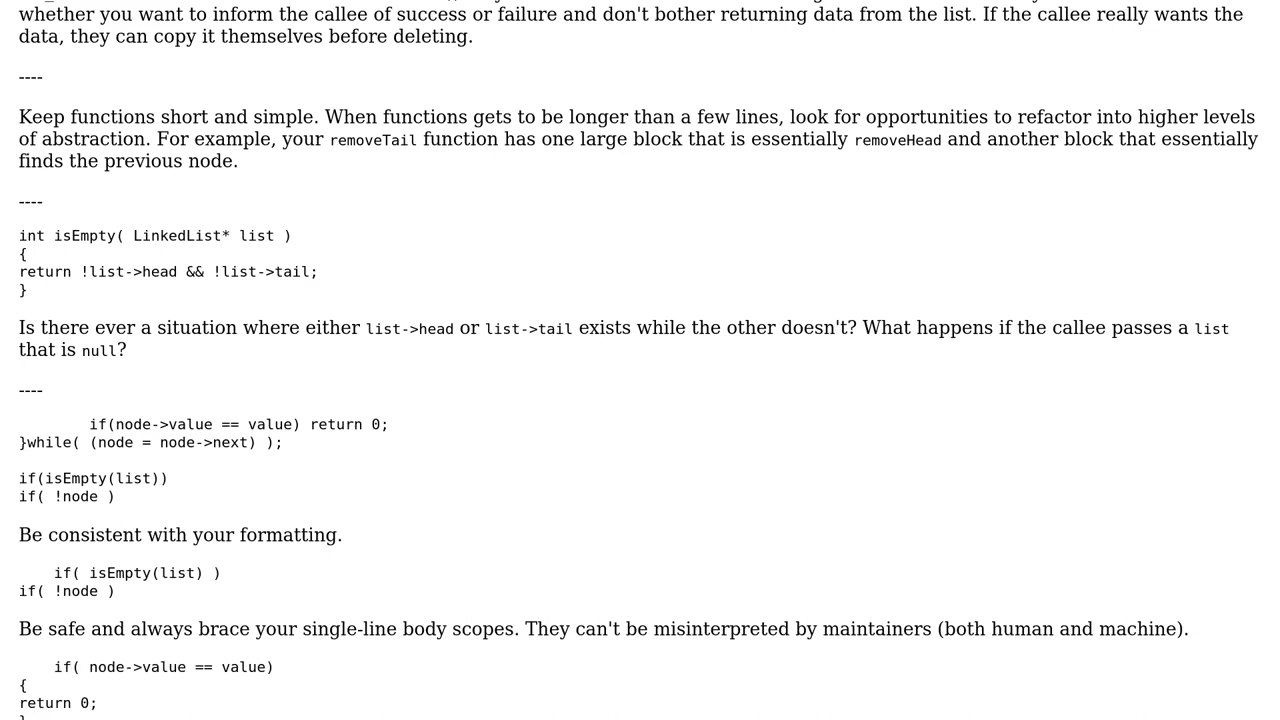 whether you want to inform the callee of success or failure and don't bother returning data from the list. If the callee really wants the
data, they can copy it themselves before deleting.
----
Keep functions short and simple. When functions gets to be longer than a few lines, look for opportunities to refactor into higher levels
of abstraction. For example, your removeTail function has one large block that is essentially removeHead and another block that essentially
finds the previous node.
----
int isEmpty( LinkedList* list )
{
return !list->head && !list->tail;
}
Is there ever a situation where either list->head or list->tail exists while the other doesn't? What happens if the callee passes a list
that is null?
----
        if(node->value == value) return 0;
}while( (node = node->next) );
if(isEmpty(list))
if( !node )
Be consistent with your formatting.
    if( isEmpty(list) )
if( !node )
Be safe and always brace your single-line body scopes. They can't be misinterpreted by maintainers (both human and machine).
    if( node->value == value)
{
return 0;